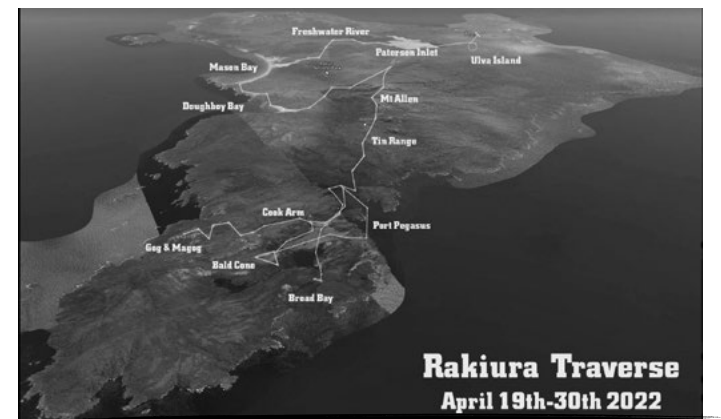 Freshwater River
Paterson Inlet
Ulva Island
Mason Bay
Doughboy Bay
Mt Allen
Tin Range
Cook Arm
Port Pegasus
Gog & Magog
Bald Cone
Broad Bay
Rakiura Traverse
April 19th-30th 2022